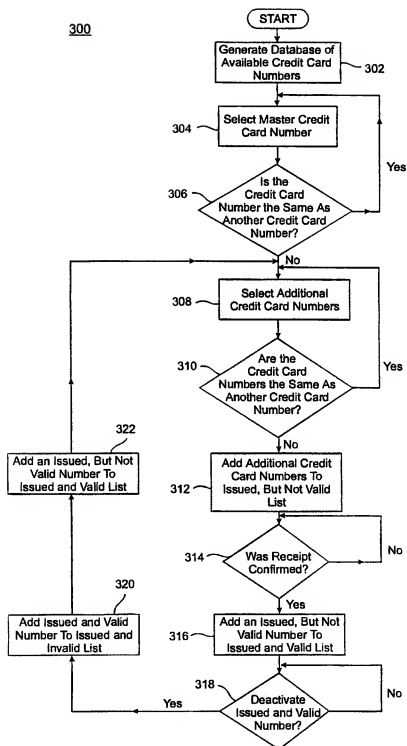 300
START
Generate Database of
Available Credit Card
Numbers
302
304
Select Master Credit
Card Number
Yes
306
Is the
Credit Card
Number the Same As
Another Credit Card
Number?
No
308
Select Additional
Credit Card Numbers
Yes
310
Are the
Credit Card
Numbers the Same As
Another Credit Card
Number?
No
322
Add an Issued, But Not
Valid Number To
Issued and Valid List
312
Add Additional Credit
Card Numbers To
Issued, But Not Valid
List
314
Was Receipt
Confirmed?
No
Yes
320
Add Issued and Valid
Number To Issued and
Invalid List
316
Add an Issued, But Not
Valid Number To
Issued and Valid List
318
Yes
Deactivate
Issued and Valid
Number?
No